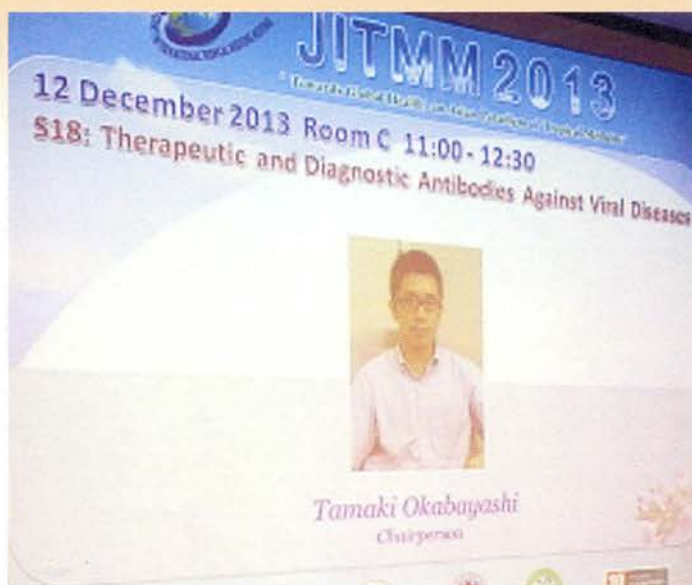 JITMM 2013
12 December 2013 Room C 11:00 - 12:30
S18: Therapeutic and Diagnostic Antibodies Against Viral Diseases
Tamaki Okabayashi
Chairperson